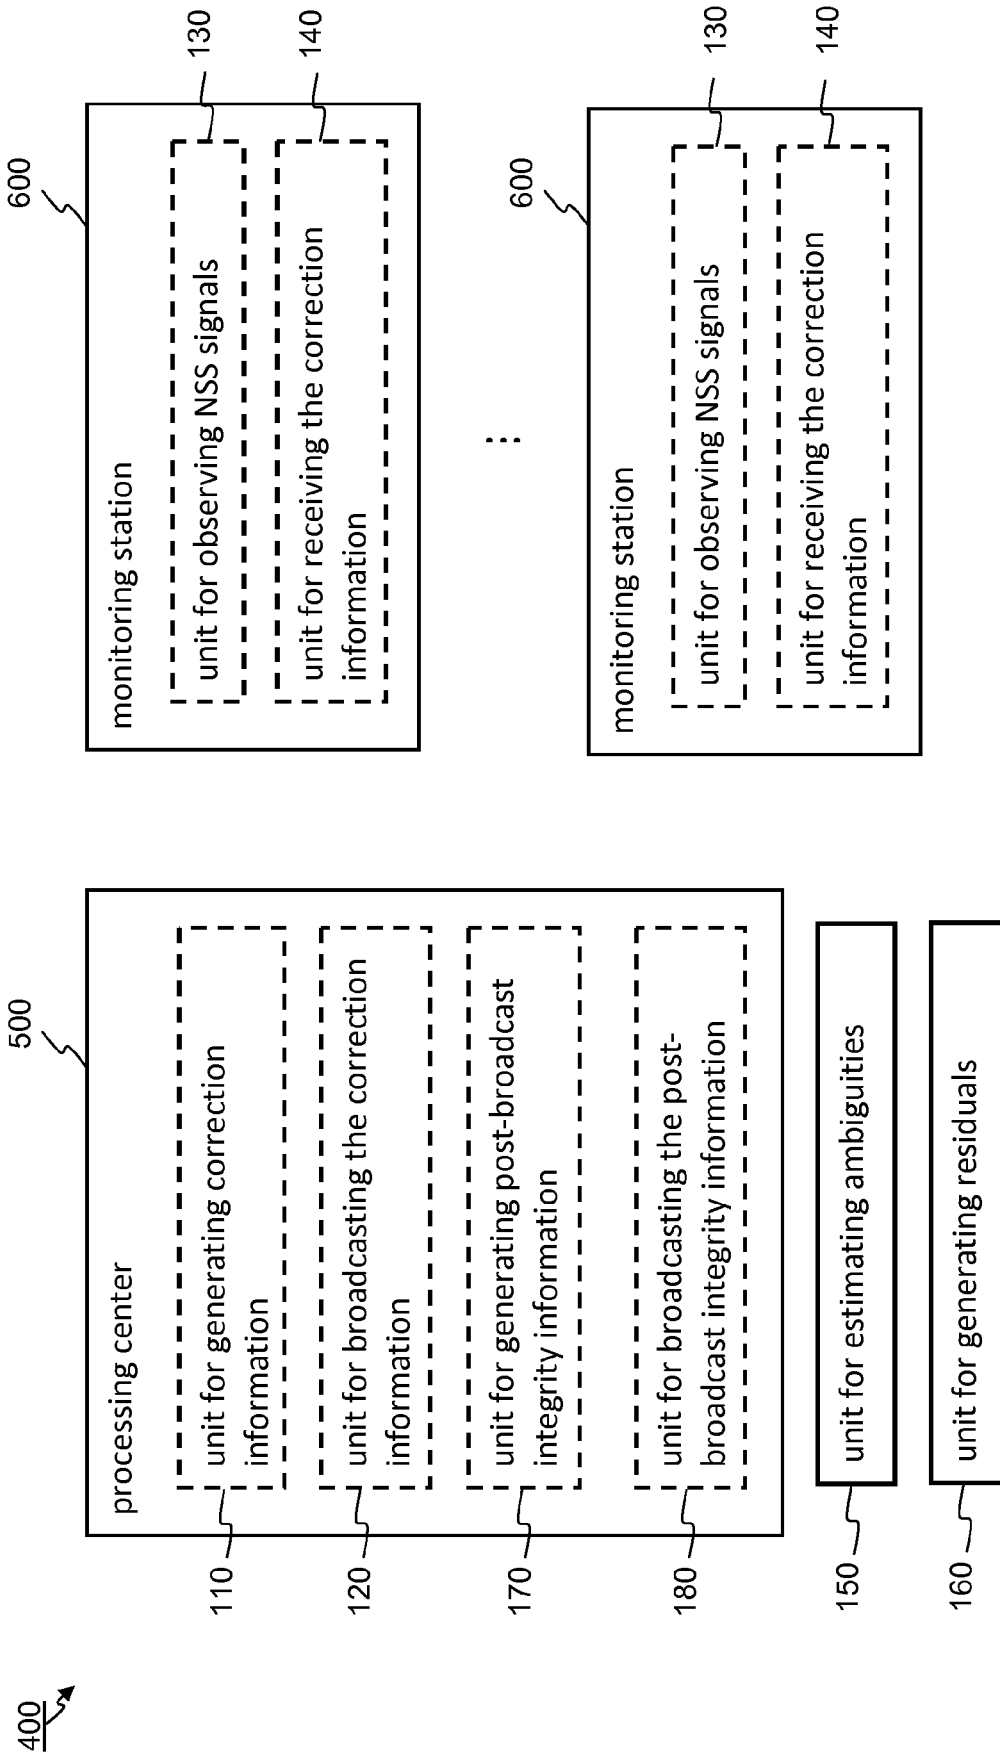 400
500
processing center
110
unit for generating correction
information
120
unit for broadcasting the correction
information
170
unit for generating post-broadcast
integrity information
180
unit for broadcasting the post-
broadcast integrity information
150
unit for estimating ambiguities
160
unit for generating residuals
600
monitoring station
unit for observing NSS signals
130
unit for receiving the correction
information
140
...
600
monitoring station
unit for observing NSS signals
130
unit for receiving the correction
information
140